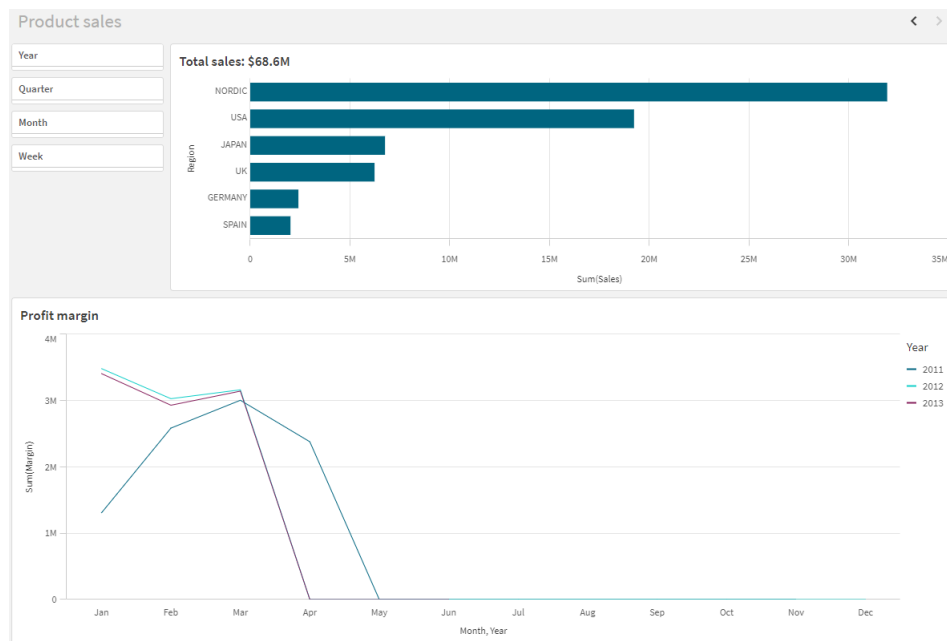 Product sales
Year
Quarter
Month
Week
Total sales: $68.6M
Region
NORDIC
USA
JAPAN
UK
GERMANY
SPAIN
0 5M 10M 15M 20M 25M 30M 35M
Sum(Sales)
Profit margin
Sum(Margin)
4M
3M
2M
1M
0
Jan Feb Mar Apr May Jun Jul Aug Sep Oct Nov Dec
Month, Year
Year
2011
2012
2013